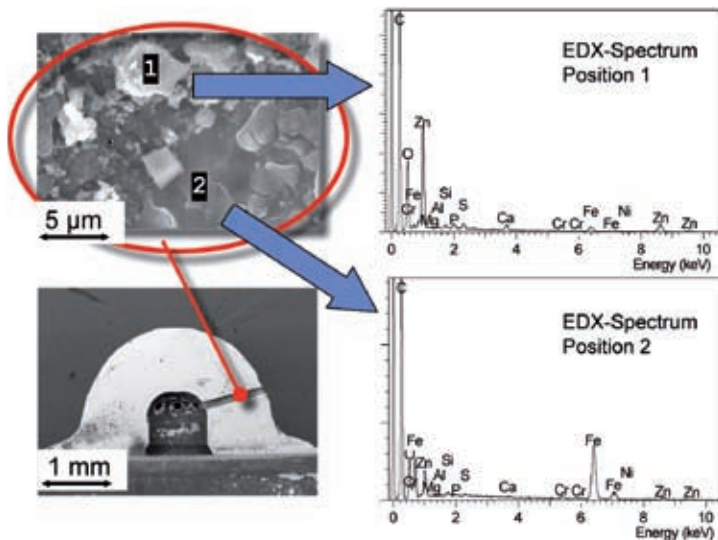 1
2
5 µm
1 mm
EDX-Spectrum
Position 1
C
Zn
O
Fe
Cr
Mg
Al
Si
P
S
Ca
Cr
Cr
Fe
Fe
Ni
Zn
Zn
0
2
4
6
8
10
Energy (keV)
EDX-Spectrum
Position 2
C
Fe
O
Cr
Zn
Mg
Al
Si
P
S
Ca
Cr
Cr
Fe
Fe
Ni
Zn
Zn
0
2
4
6
8
10
Energy (keV)